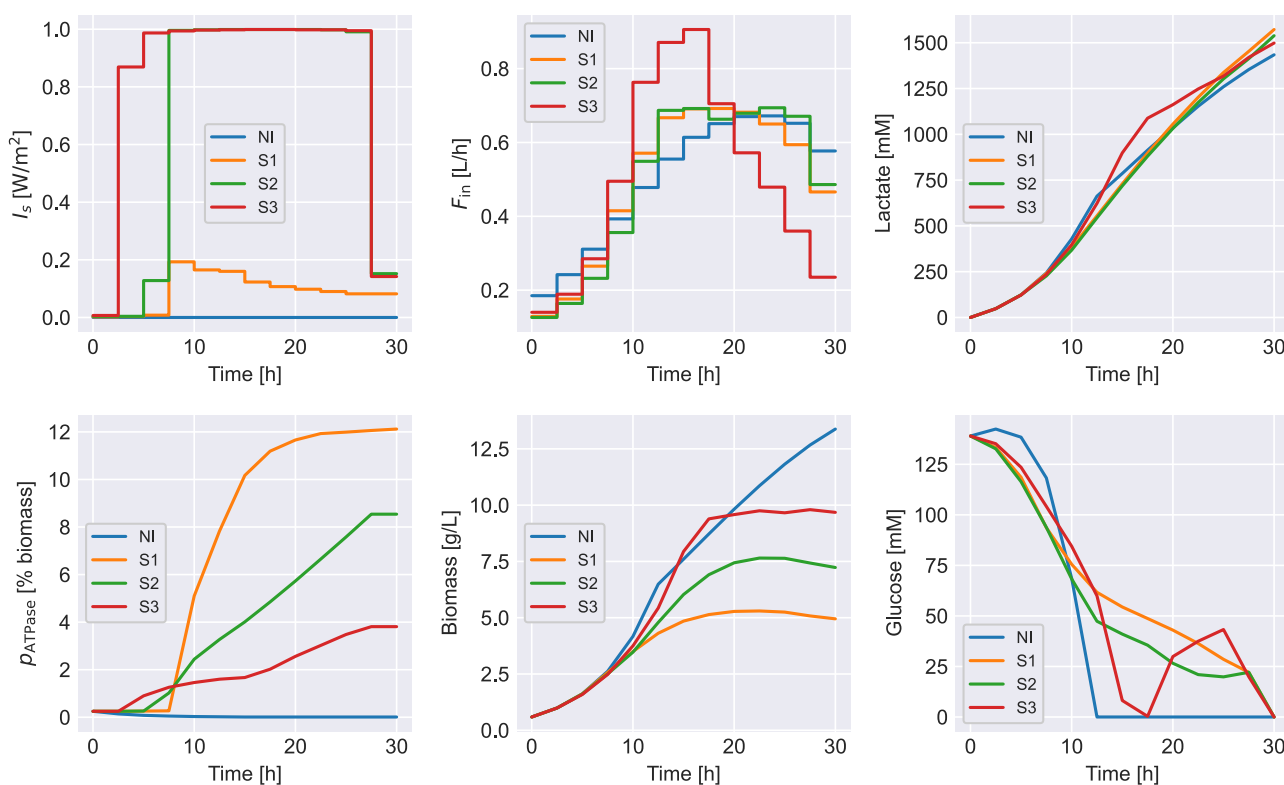 I_s [W/m²]
1.0
0.8
0.6
0.4
0.2
0.0
NI
S1
S2
S3
0 10 20 30
Time [h]
F_in [L/h]
0.8
0.6
0.4
0.2
NI
S1
S2
S3
0 10 20 30
Time [h]
Lactate [mM]
1500
1250
1000
750
500
250
0
NI
S1
S2
S3
0 10 20 30
Time [h]
p_ATPase [% biomass]
12
10
8
6
4
2
0
NI
S1
S2
S3
0 10 20 30
Time [h]
Biomass [g/L]
12.5
10.0
7.5
5.0
2.5
0.0
NI
S1
S2
S3
0 10 20 30
Time [h]
Glucose [mM]
125
100
75
50
25
0
NI
S1
S2
S3
0 10 20 30
Time [h]